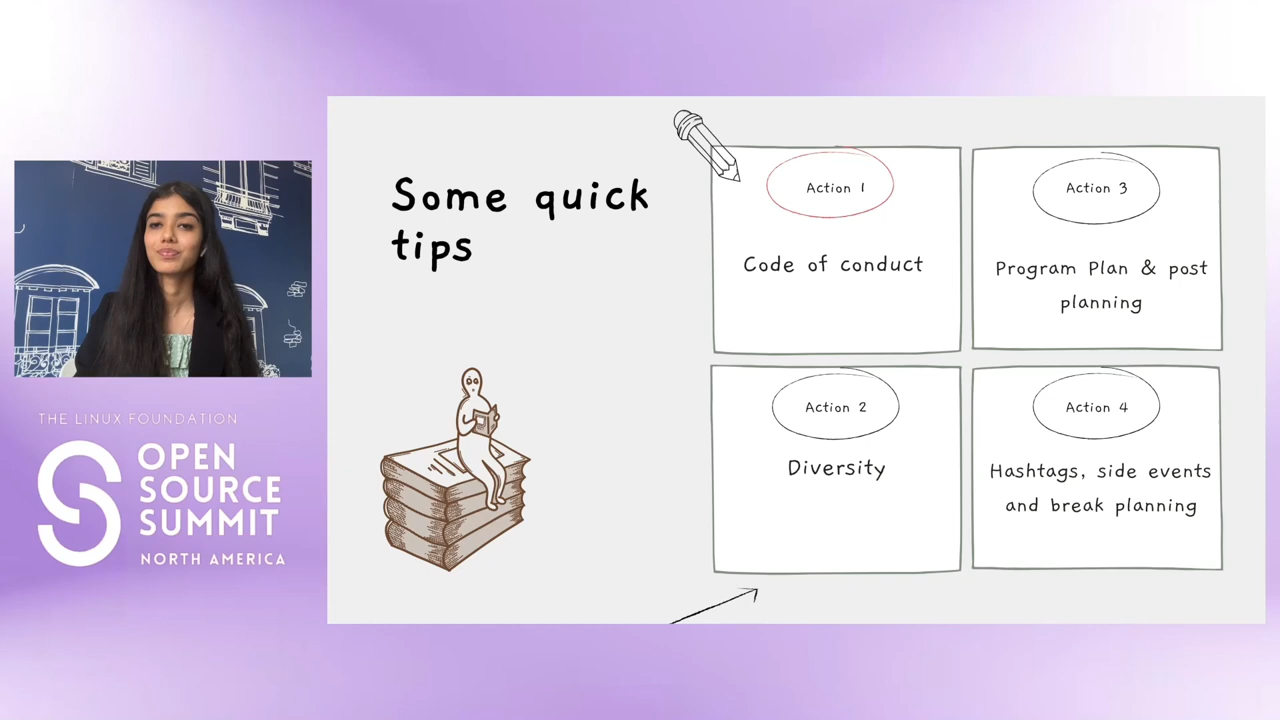 THE LINUX FOUNDATION
OPEN
SOURCE
SUMMIT
NORTH AMERICA
Some quick
tips
Action 1
Code of conduct
Action 2
Diversity
Action 3
Program Plan & post
planning
Action 4
Hashtags, side events
and break planning